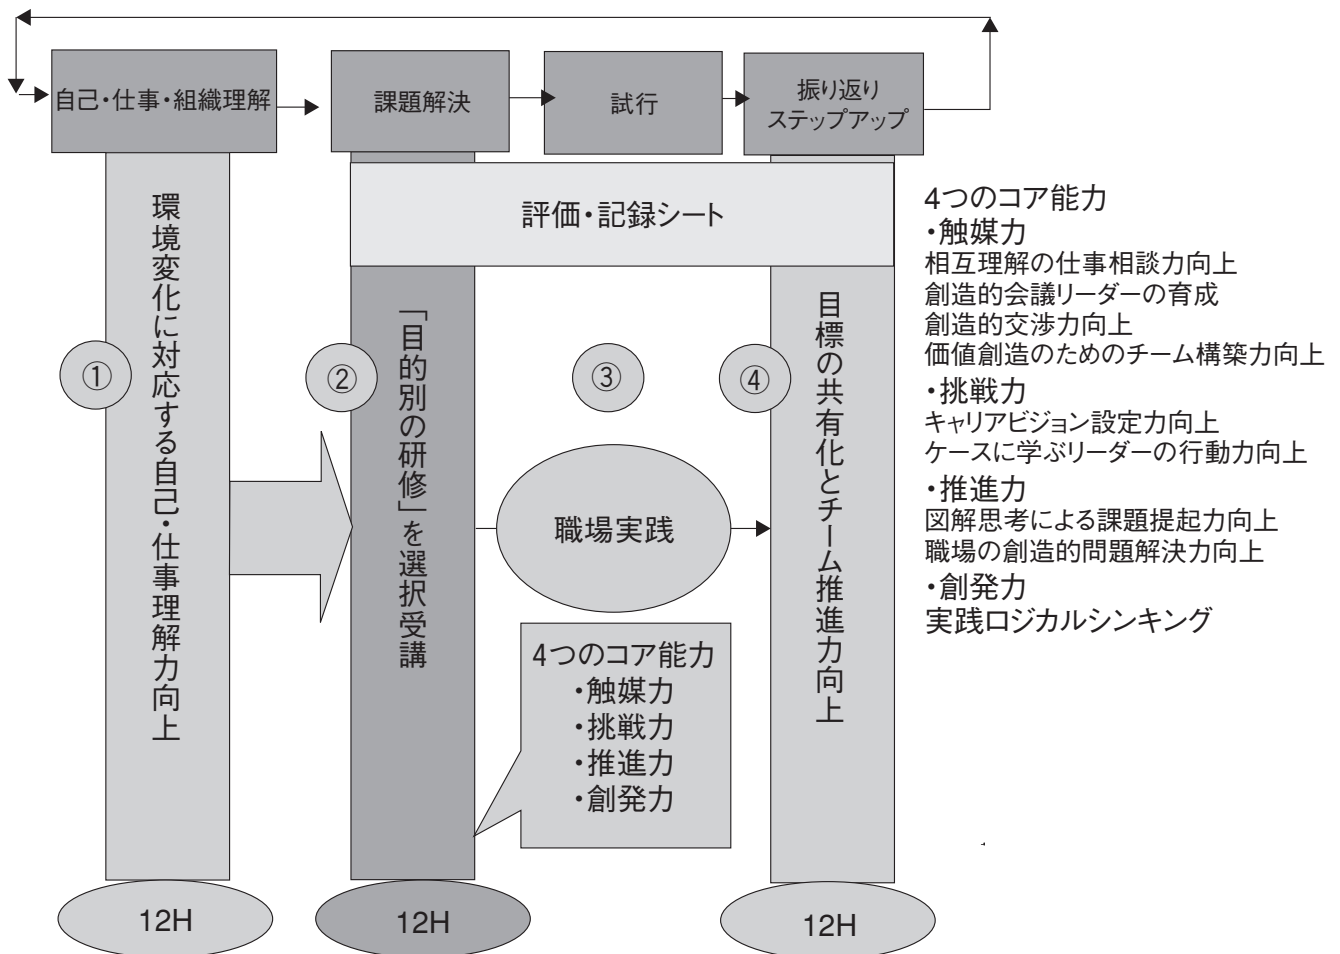 自己・仕事・組織理解
課題解決
試行
振り返り
ステップアップ
評価・記録シート
①
環境変化に対応する自己・仕事理解力向上
②
「目的別の研修」を選択受講
③
職場実践
④
目標の共有化とチーム推進力向上
4つのコア能力
・触媒力
・挑戦力
・推進力
・創発力
12H
12H
12H
4つのコア能力
・触媒力
相互理解の仕事相談力向上
創造的会議リーダーの育成
創造的交渉力向上
価値創造のためのチーム構築力向上
・挑戦力
キャリアビジョン設定力向上
ケースに学ぶリーダーの行動力向上
・推進力
図解思考による課題提起力向上
職場の創造的問題解決力向上
・創発力
実践ロジカルシンキング